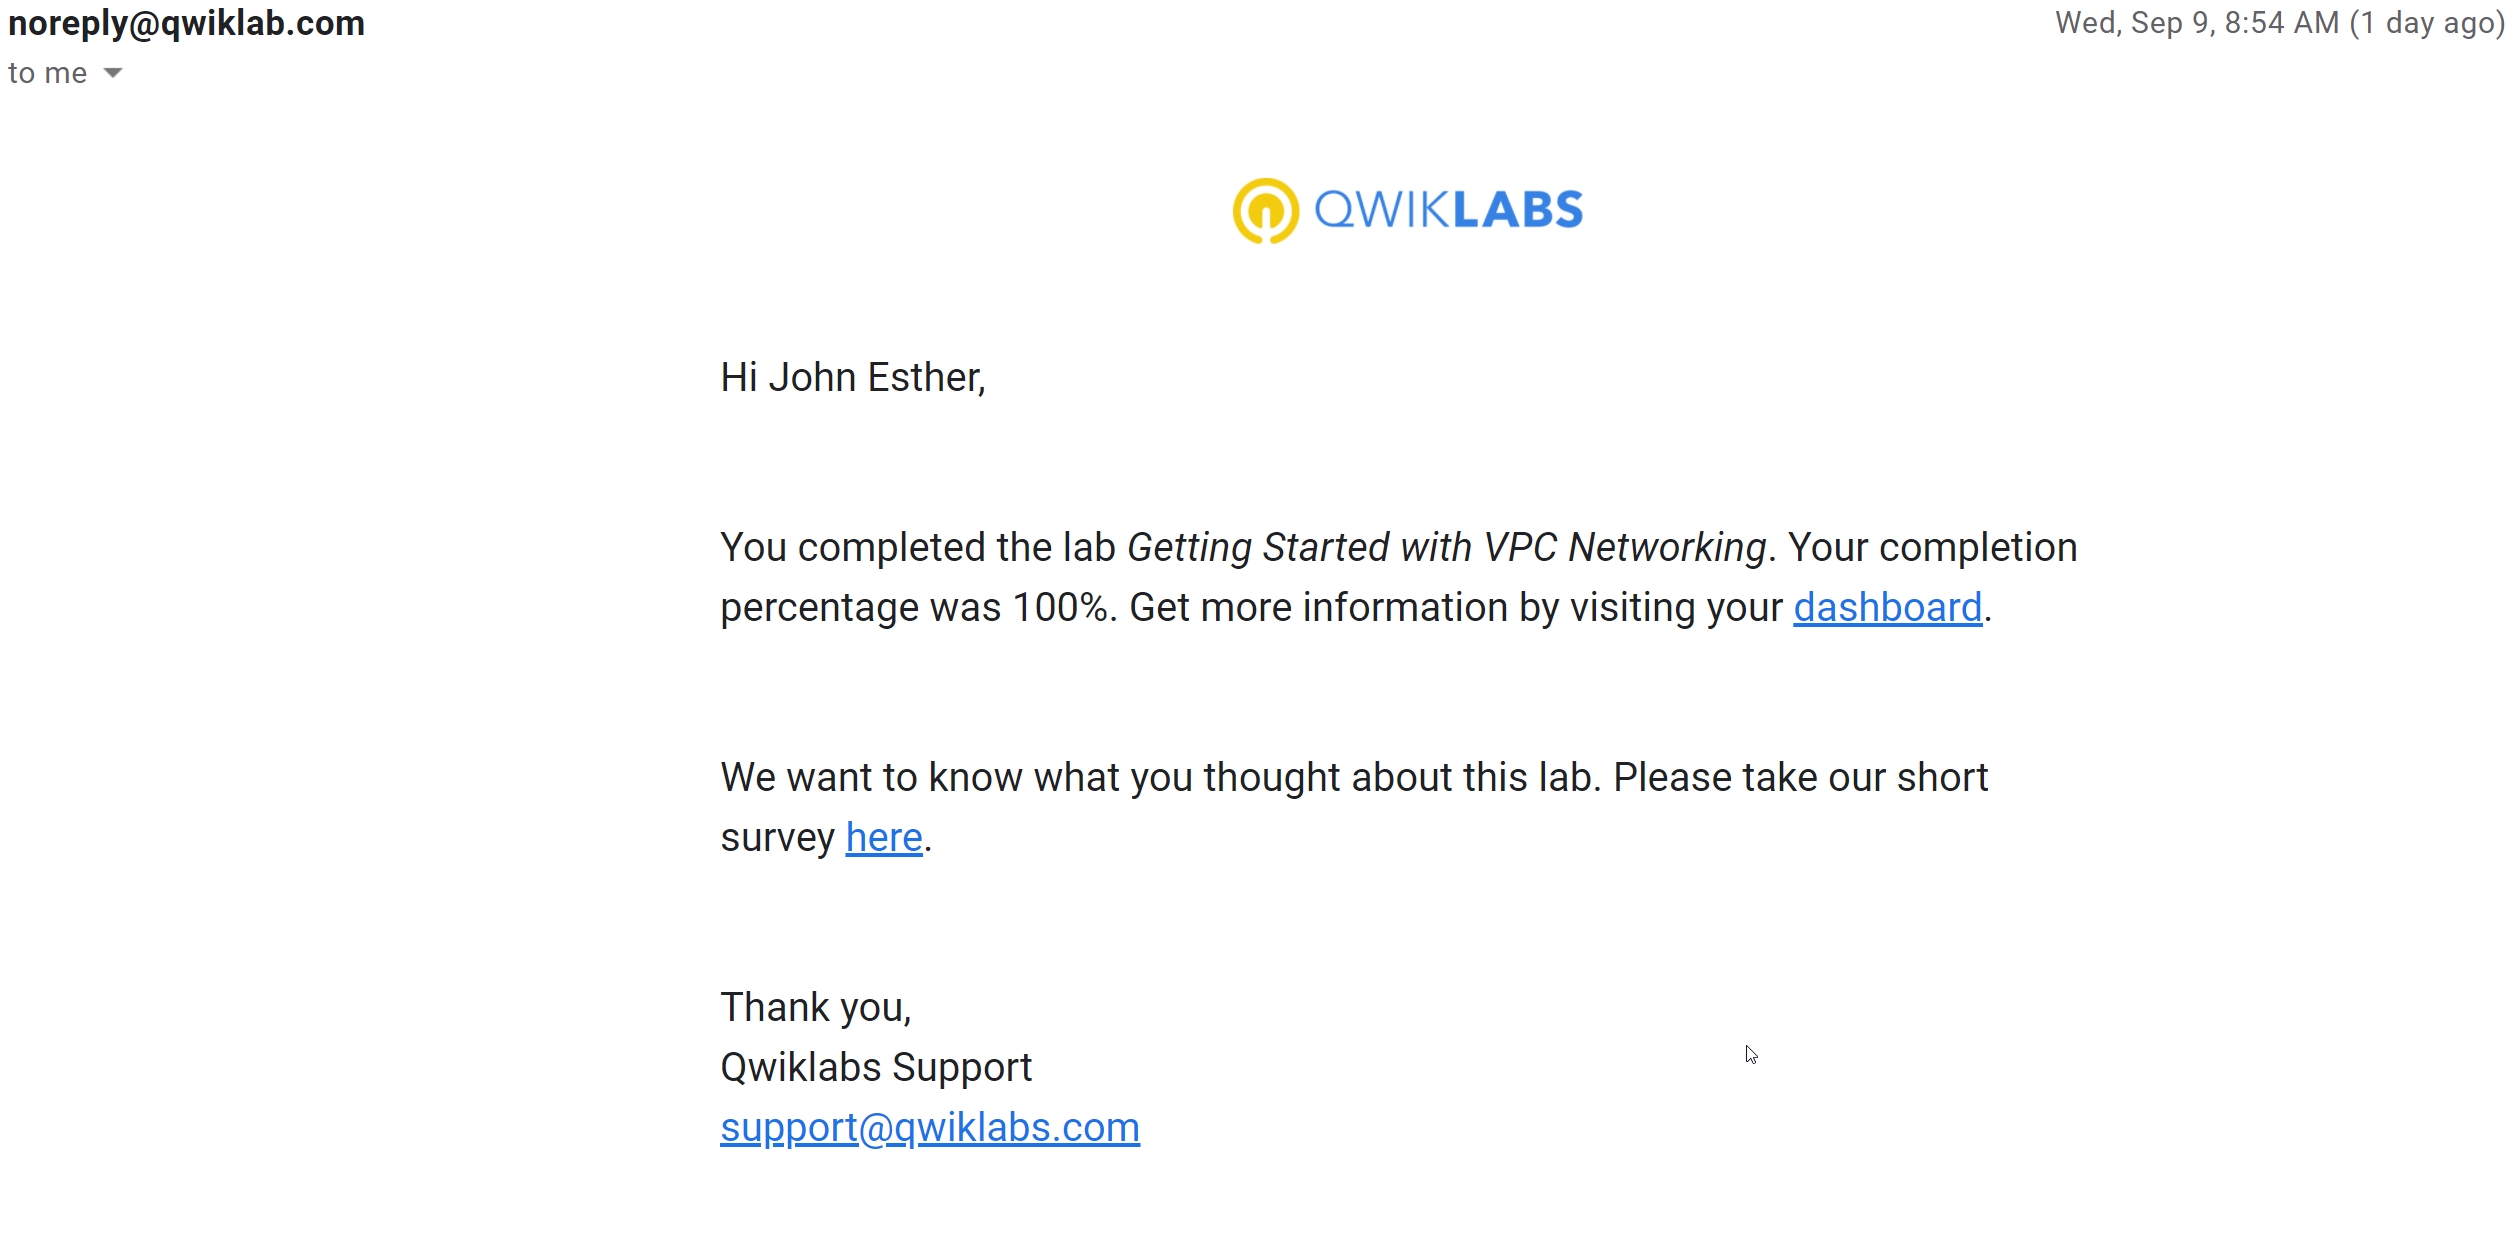 noreply@qwiklab.com
Wed, Sep 9, 8:54 AM (1 day ago)
to me
QWIKLABS
Hi John Esther,
You completed the lab Getting Started with VPC Networking. Your completion
percentage was 100%. Get more information by visiting your dashboard.
We want to know what you thought about this lab. Please take our short
survey here.
Thank you,
Qwiklabs Support
support@qwiklabs.com